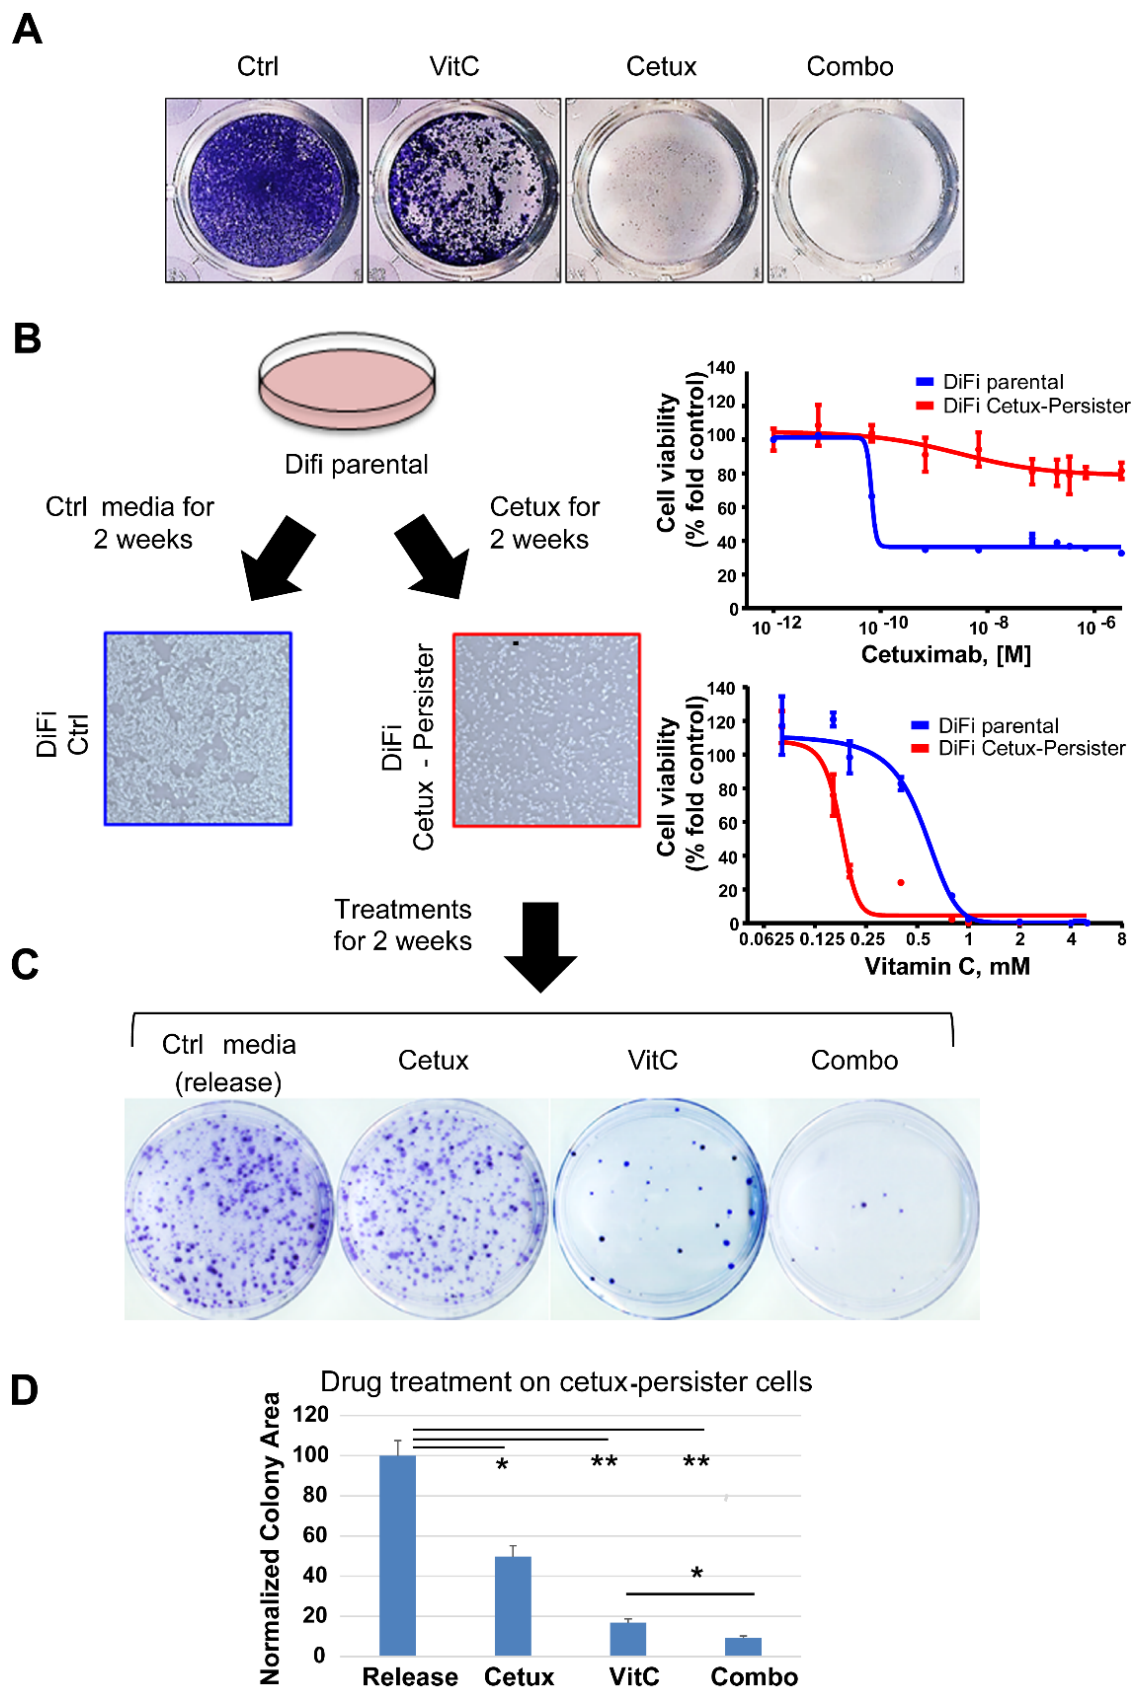 A
Ctrl VitC Cetux Combo
B
Difi parental
Ctrl media for
2 weeks
Cetux for
2 weeks
DiFi
Ctrl
DiFi
Cetux - Persister
Cell viability
(% fold control)
140
120
100
80
60
40
20
0
DiFi parental
DiFi Cetux-Persister
10 -12 10 -10 10 -8 10 -6
Cetuximab, [M]
Cell viability
(% fold control)
140
120
100
80
60
40
20
0
DiFi parental
DiFi Cetux-Persister
0.0625 0.125 0.25 0.5 1 2 4 8
Vitamin C, mM
Treatments
for 2 weeks
C
Ctrl media
(release)
Cetux VitC Combo
D
Drug treatment on cetux-persister cells
Normalized Colony Area
120
100
80
60
40
20
0
* ** **
*
Release Cetux VitC Combo